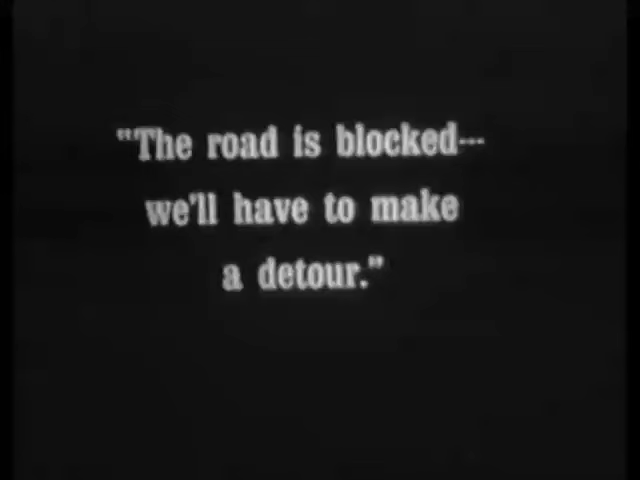 "The road is blocked---
we'll have to make
a detour."